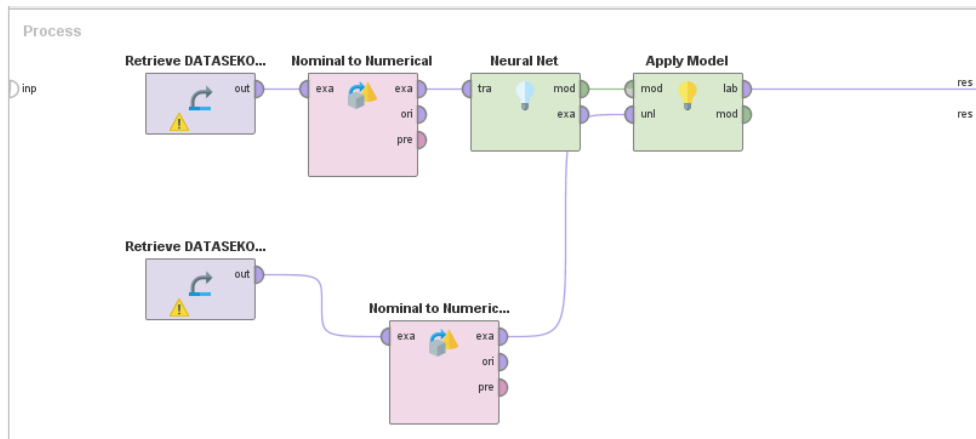 Process
Retrieve DATASEKO...
Nominal to Numerical
Neural Net
Apply Model
inp
out
exa
exa
tra
mod
mod
lab
res
ori
exa
unl
mod
res
pre
Retrieve DATASEKO...
out
Nominal to Numeric...
exa
exa
ori
pre